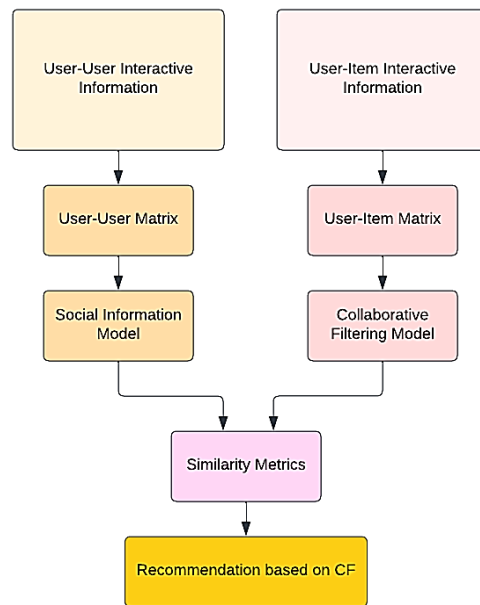 User-User Interactive
Information
User-Item Interactive
Information
User-User Matrix
User-Item Matrix
Social Information
Model
Collaborative
Filtering Model
Similarity Metrics
Recommendation based on CF